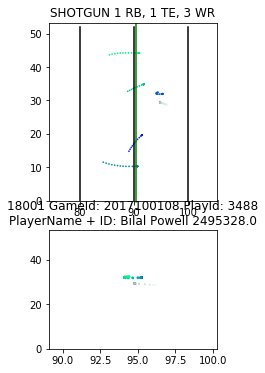 SHOTGUN 1 RB, 1 TE, 3 WR
50
40
30
20
10
0
80 90 100
18001 GameId: 2017100108 PlayId: 3488
PlayerName + ID: Bilal Powell 2495328.0
40
20
0
90.0 92.5 95.0 97.5 100.0